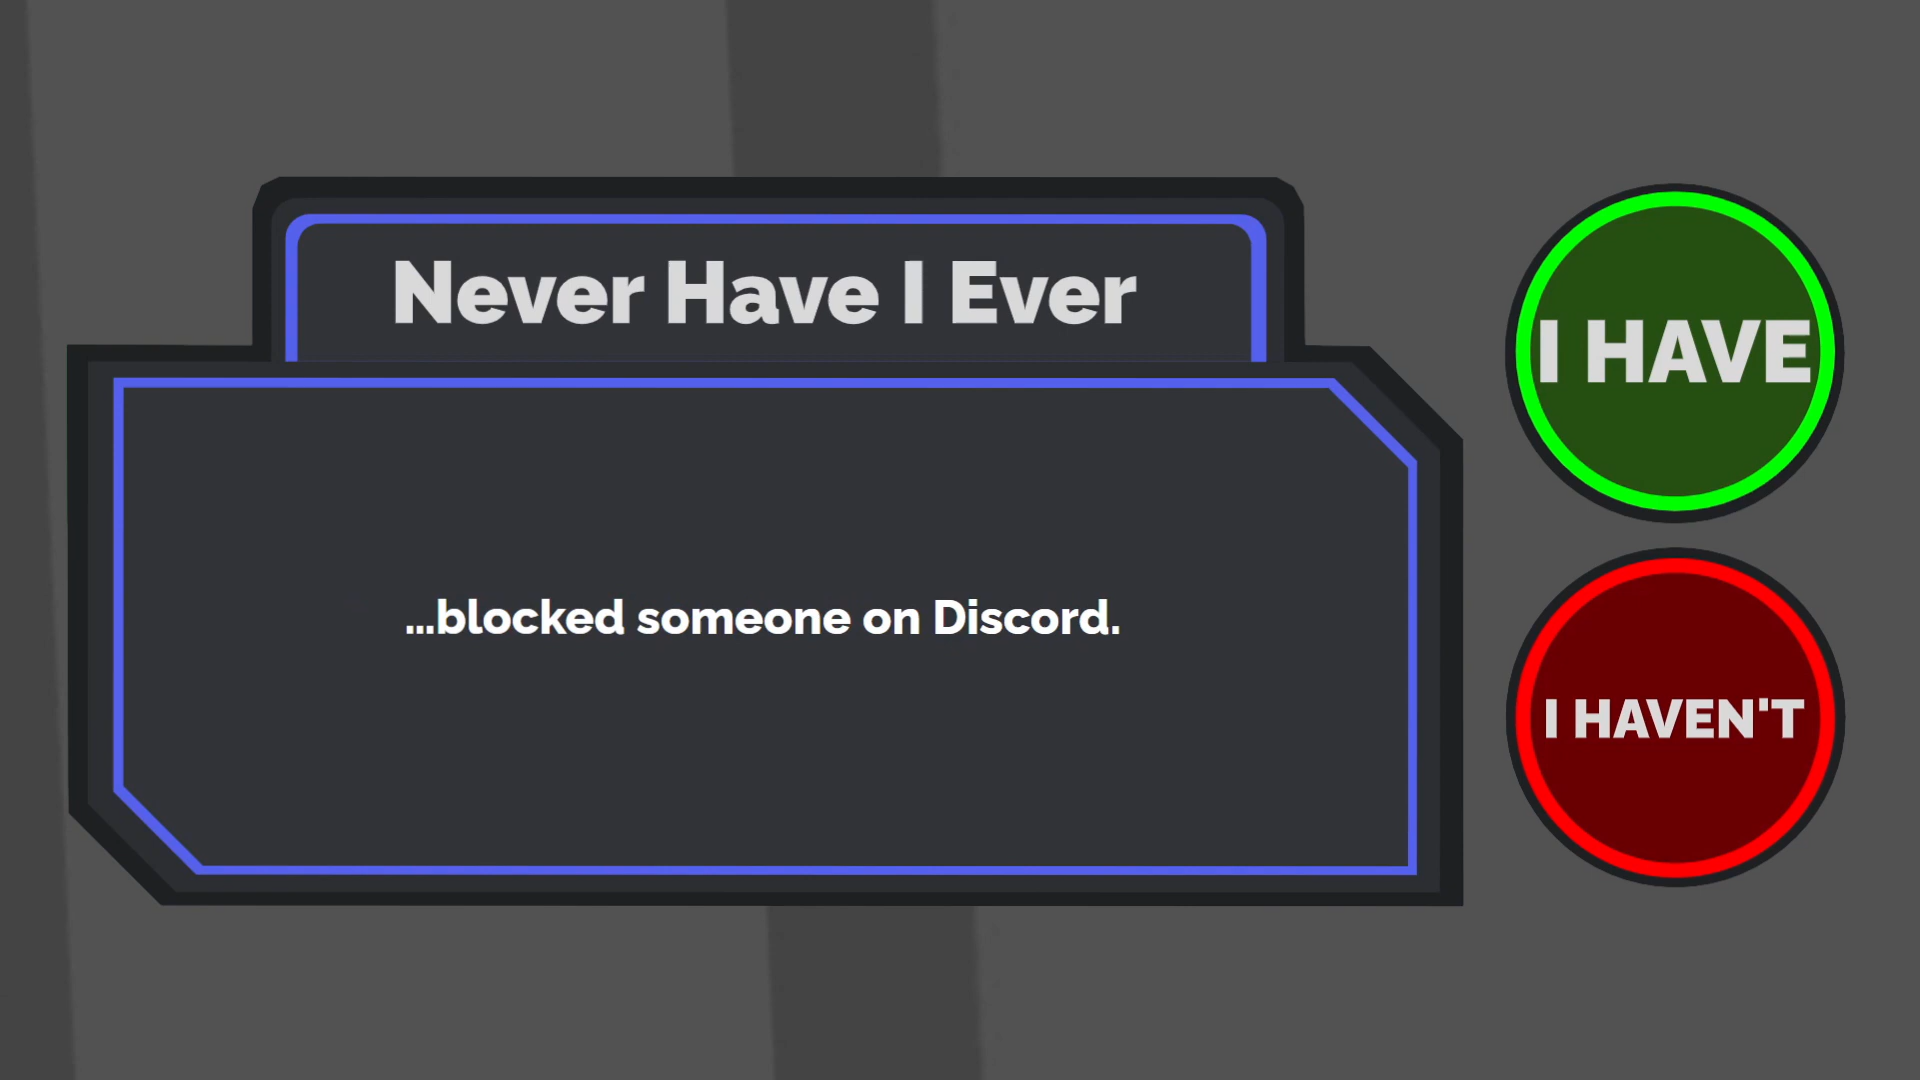 Never Have I Ever
I HAVE
...blocked someone on Discord.
I HAVEN'T